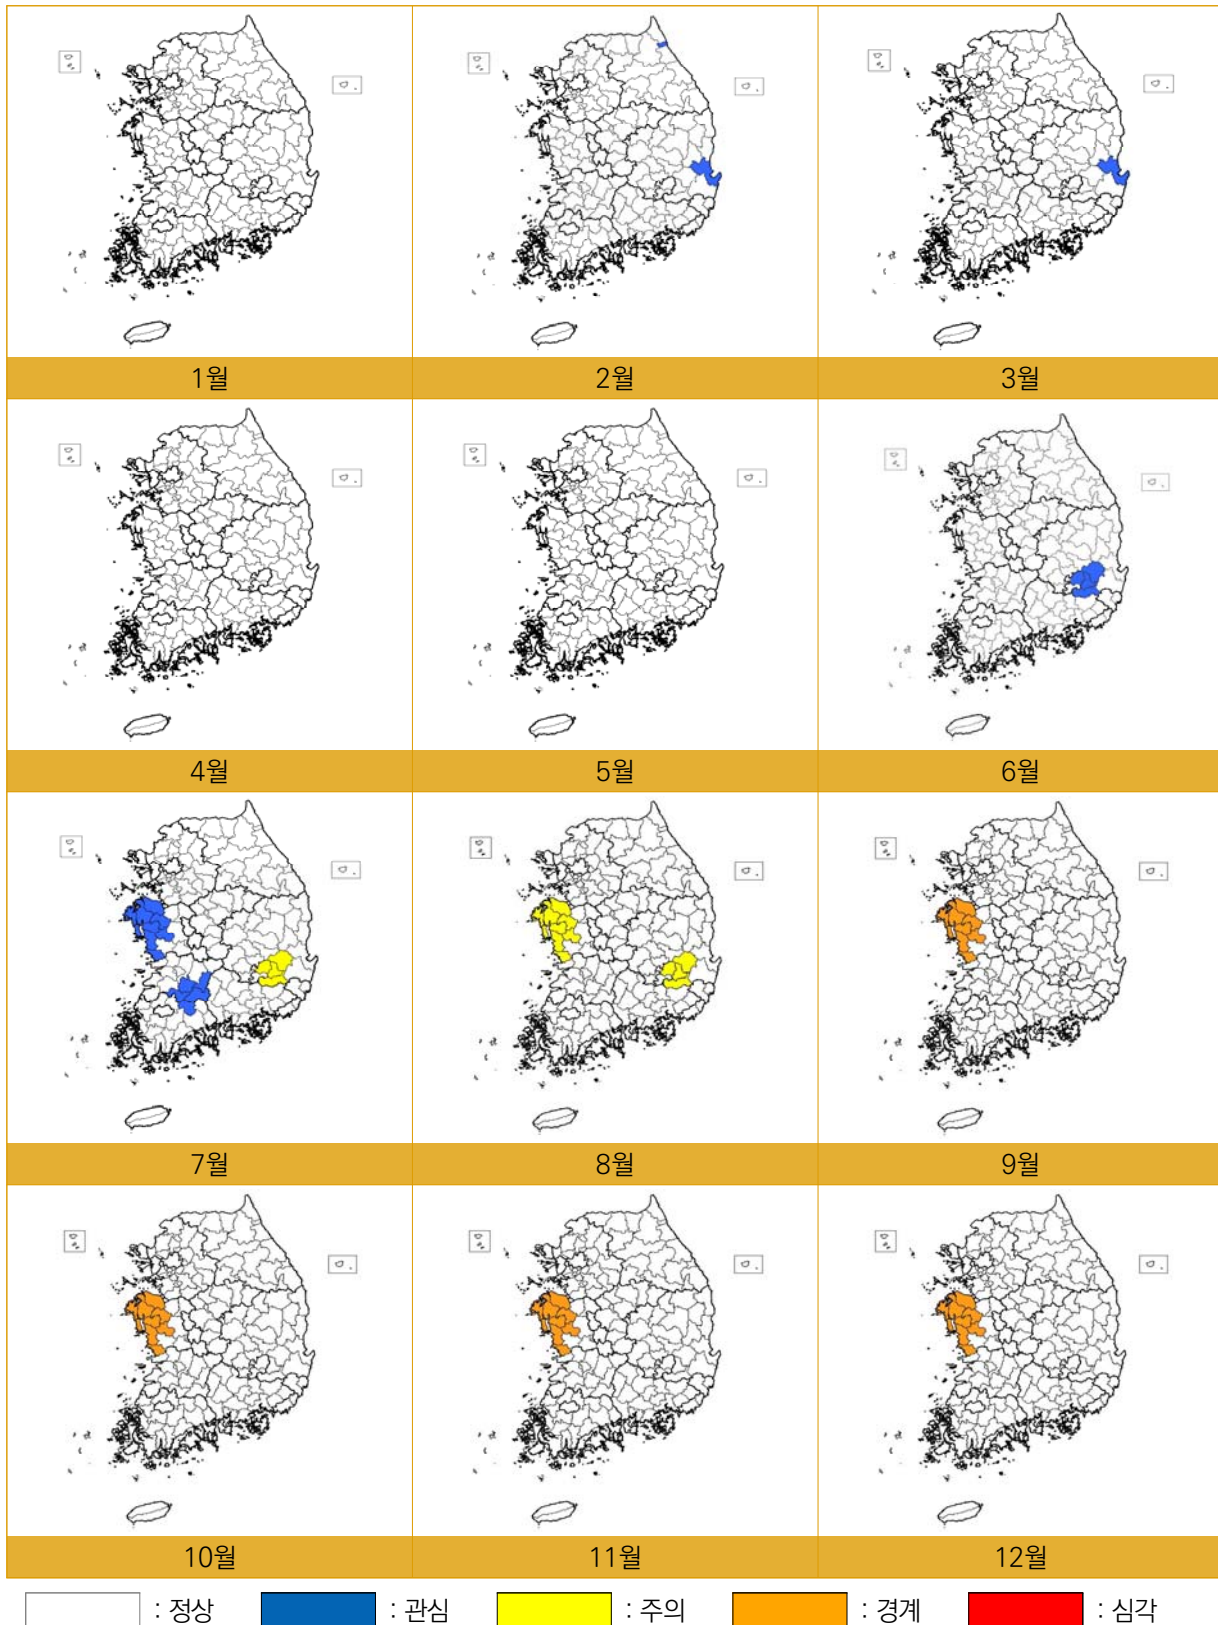 1월 2월 3월
4월 5월 6월
7월 8월 9월
10월 11월 12월
: 정상 : 관심 : 주의 : 경계 : 심각